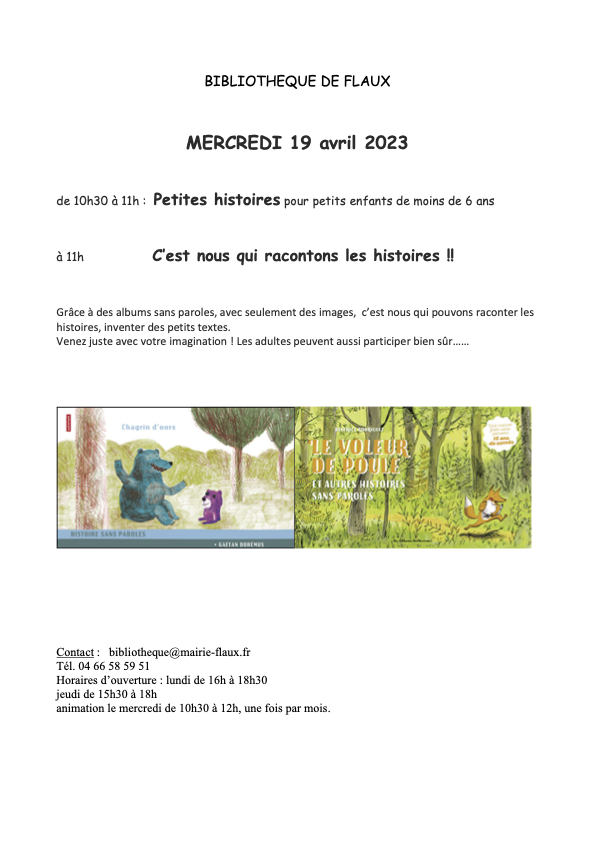 BIBLIOTHEQUE DE FLAUX
MERCREDI 19 avril 2023
de 10h30 à 11h : Petites histoires pour petits enfants de moins de 6 ans
à 11h C’est nous qui racontons les histoires !!
Grâce à des albums sans paroles, avec seulement des images, c’est nous qui pouvons raconter les
histoires, inventer des petits textes.
Venez juste avec votre imagination ! Les adultes peuvent aussi participer bien sûr……
Chagrin d'ours
HISTOIRE SANS PAROLES
• GAETAN DORÉMUS
LE VOLEUR
DE POULE
ET AUTRES HISTOIRES
SANS PAROLES
Contact : bibliotheque@mairie-flaux.fr
Tél. 04 66 58 59 51
Horaires d’ouverture : lundi de 16h à 18h30
jeudi de 15h30 à 18h
animation le mercredi de 10h30 à 12h, une fois par mois.